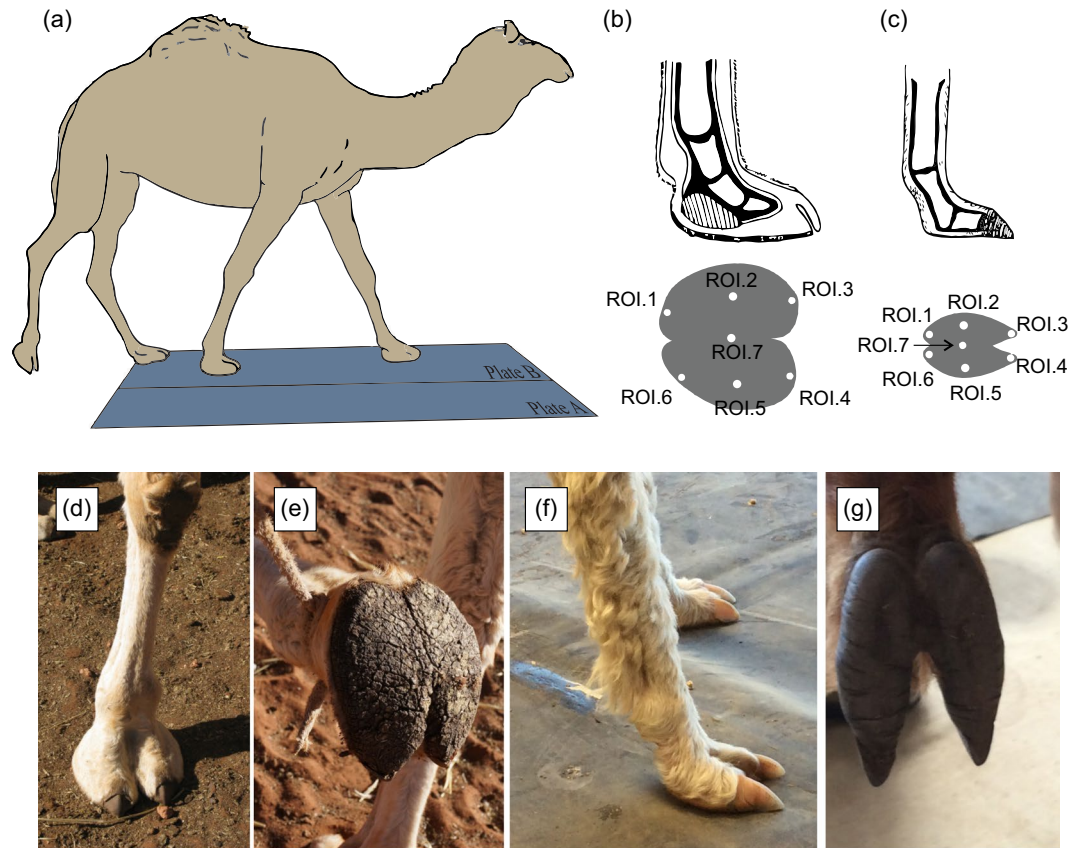 (a)
(b)
(c)
Plate B
Plate A
ROI.1
ROI.2
ROI.3
ROI.7
ROI.6
ROI.5
ROI.4
ROI.1
ROI.2
ROI.3
ROI.7
ROI.6
ROI.5
ROI.4
(d)
(e)
(f)
(g)